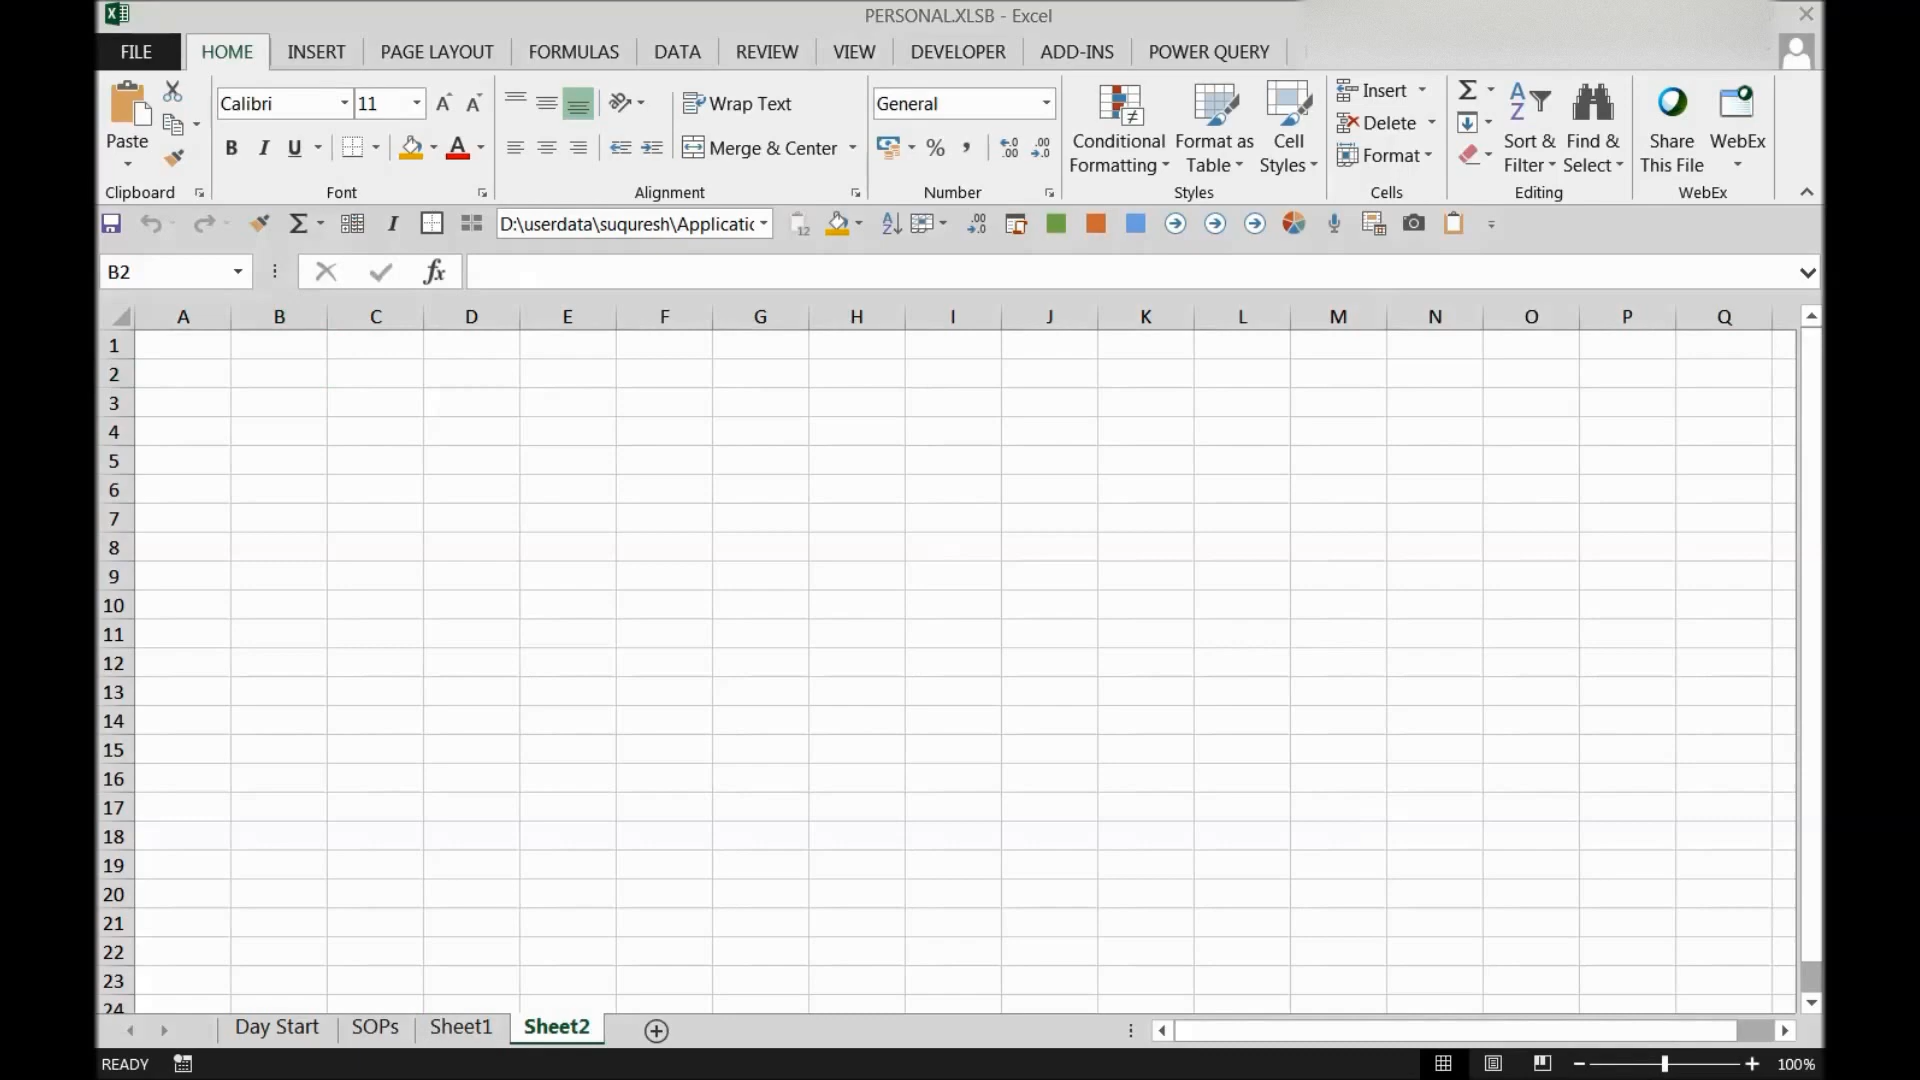 PERSONAL.XLSB - Excel
FILE HOME INSERT PAGE LAYOUT FORMULAS DATA REVIEW VIEW DEVELOPER ADD-INS POWER QUERY
Calibri 11 Wrap Text General Insert
Paste Conditional Format as Cell Delete Sort & Find & Share WebEx
B I U A Merge & Center % , Formatting Table Styles Format Filter Select This File
Clipboard Font Alignment Number Styles Cells Editing WebEx
D:\userdata\suquresh\Applicatic
B2 fx
A B C D E F G H I J K L M N O P Q
1
2
3
4
5
6
7
8
9
10
11
12
13
14
15
16
17
18
19
20
21
22
23
24
Day Start SOPs Sheet1 Sheet2
READY 100%